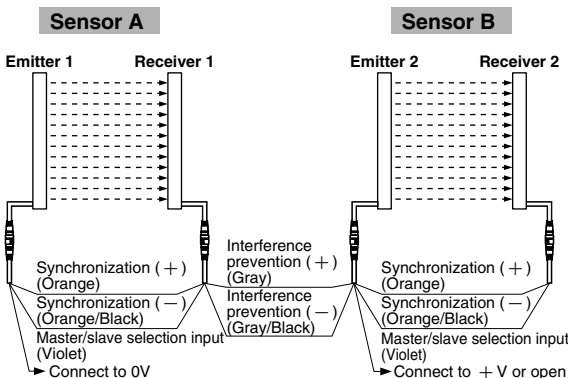 Sensor A
Sensor B
Emitter 1
Receiver 1
Emitter 2
Receiver 2
Synchronization (+)
(Orange)
Synchronization (−)
(Orange/Black)
Master/slave selection input
(Violet)
Connect to 0V
Interference
prevention (+)
(Gray)
Interference
prevention (−)
(Gray/Black)
Synchronization (+)
(Orange)
Synchronization (−)
(Orange/Black)
Master/slave selection input
(Violet)
Connect to +V or open